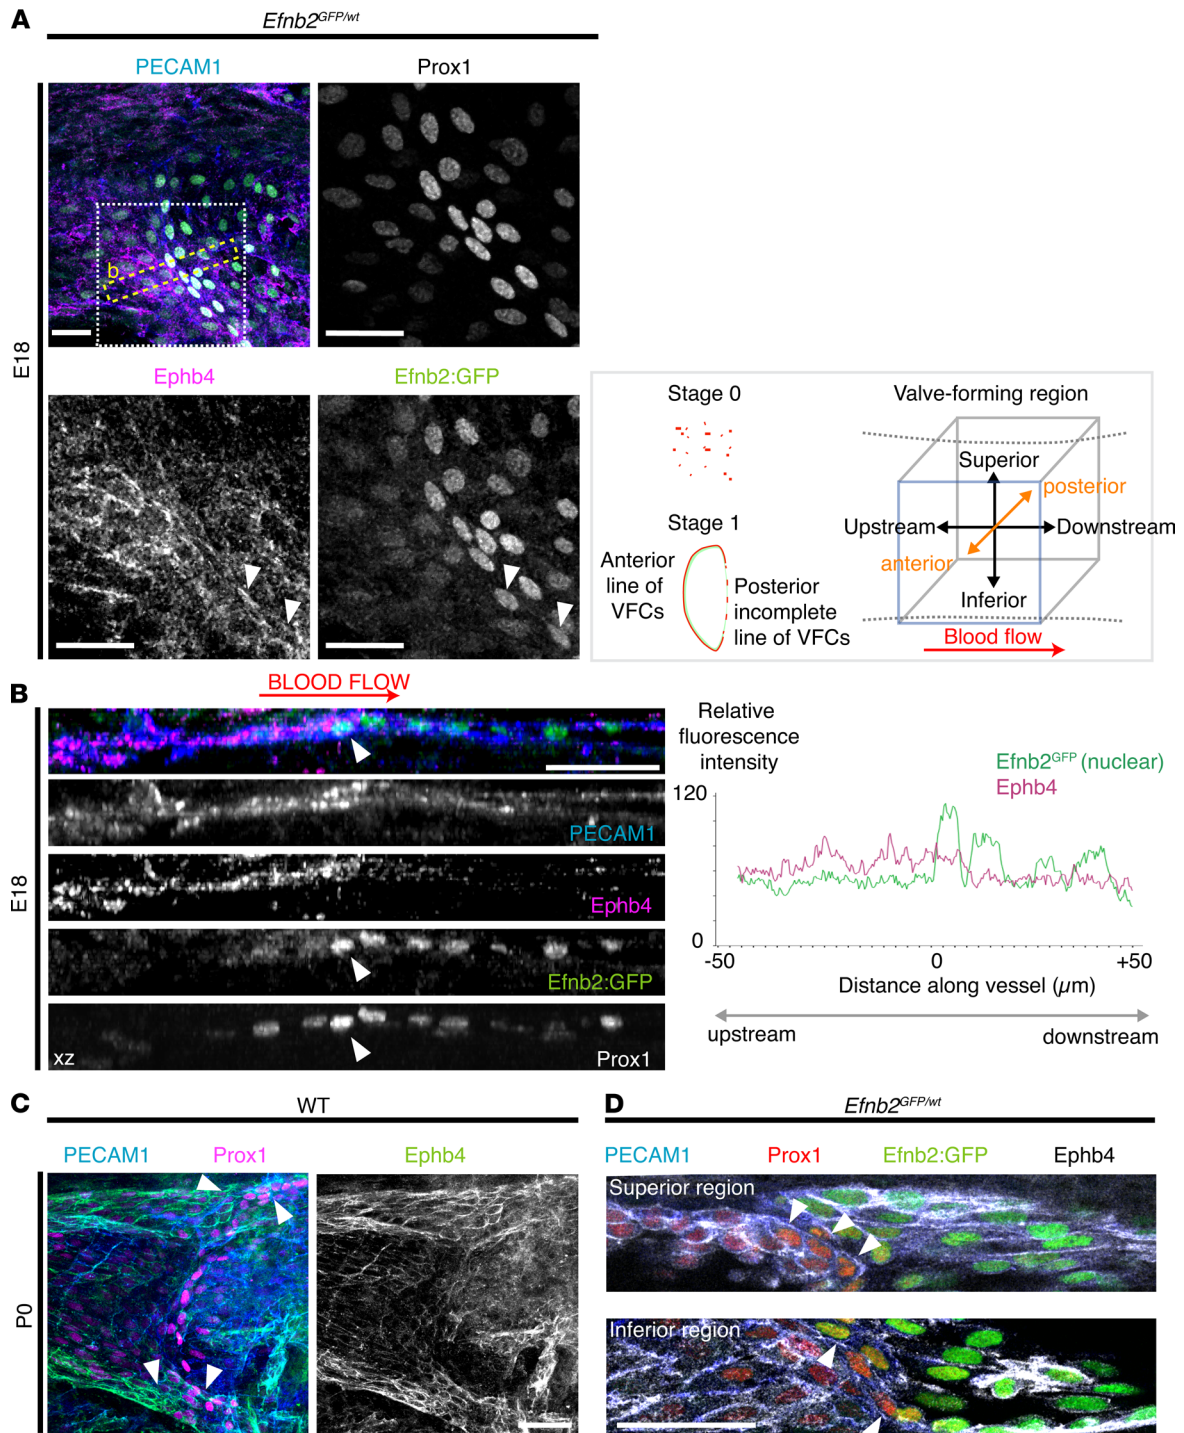 A
Efnb2GFP/wt
PECAM1
Prox1
E18
b
Ephb4
Efnb2:GFP
Stage 0
Stage 1
Anterior
line of
VFCs
Posterior
incomplete
line of VFCs
Valve-forming region
Superior
posterior
Upstream
Downstream
anterior
Inferior
Blood flow
B
BLOOD FLOW
E18
PECAM1
Ephb4
Efnb2:GFP
xz
Prox1
Relative
fluorescence
intensity
Efnb2GFP (nuclear)
Ephb4
120
0
-50
0
+50
Distance along vessel (µm)
upstream
downstream
C
WT
PECAM1
Prox1
Ephb4
P0
D
Efnb2GFP/wt
PECAM1
Prox1
Efnb2:GFP
Ephb4
Superior region
Inferior region